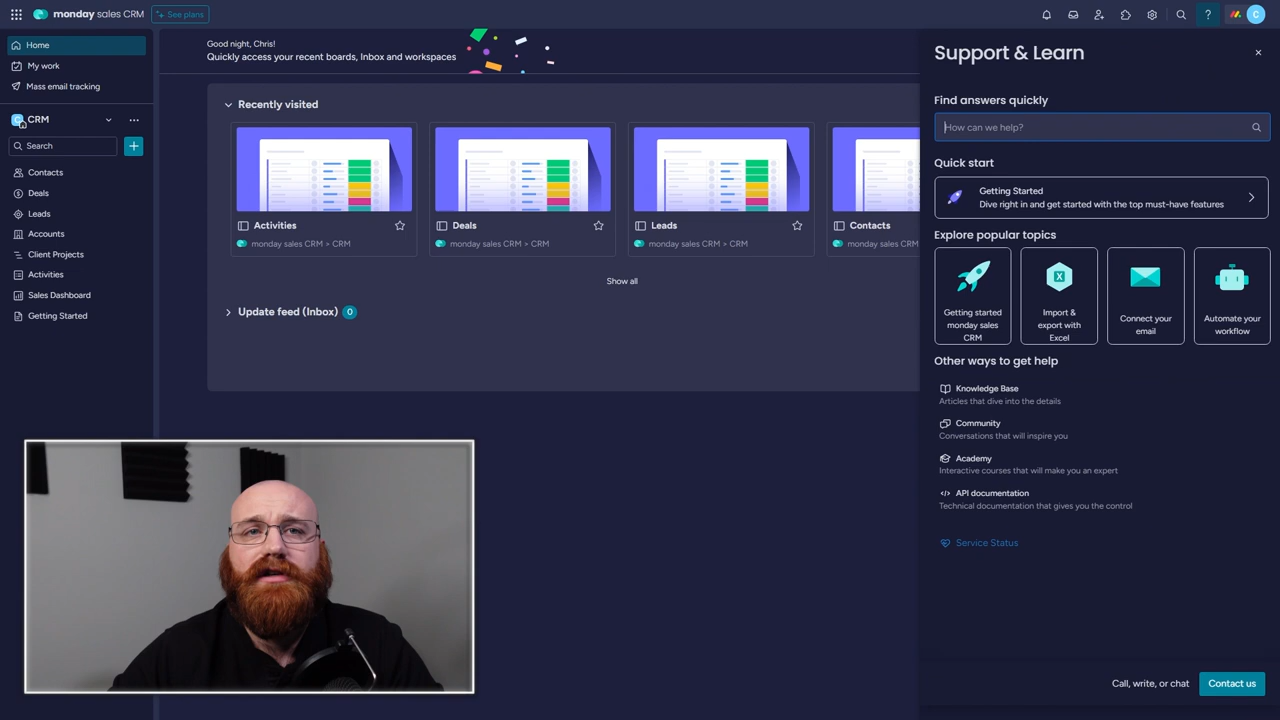 monday sales CRM
See plans
C
Home
My work
Mass email tracking
C
CRM
Search
Contacts
Deals
Leads
Accounts
Client Projects
Activities
Sales Dashboard
Getting Started
Good night, Chris!
Quickly access your recent boards, Inbox and workspaces
Recently visited
Activities
monday sales CRM > CRM
Deals
monday sales CRM > CRM
Leads
monday sales CRM > CRM
Contacts
monday sales CRM
Show all
Update feed (Inbox) 0
Support & Learn
Find answers quickly
How can we help?
Quick start
Getting Started
Dive right in and get started with the top must-have features
Explore popular topics
Getting started
monday sales
CRM
Import &
export with
Excel
Connect your
email
Automate your
workflow
Other ways to get help
Knowledge Base
Articles that dive into the details
Community
Conversations that will inspire you
Academy
Interactive courses that will make you an expert
API documentation
Technical documentation that gives you the control
Service Status
Call, write, or chat
Contact us